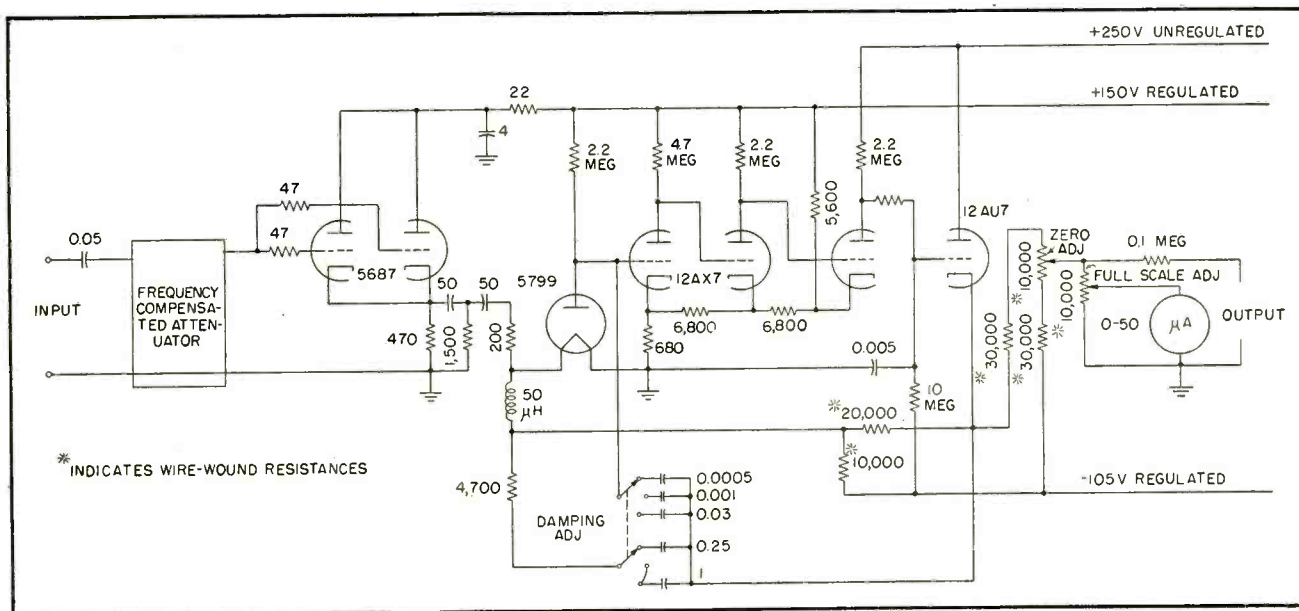 +250V UNREGULATED
22
+150V REGULATED
4
2.2
MEG
4.7
MEG
2.2
MEG
2.2
MEG
47
47
5,600
12AU7
ZERO
ADJ
0.1 MEG
0.05
5687
50
50
5799
12AX7
* 10,000
FULL SCALE ADJ
10,000
INPUT
FREQUENCY
COMPENSA-
TED ATTEN-
UATOR
470
1,500
200
6,800
6,800
680
0.005
* 30,000
* 30,000
0-50
μA
OUTPUT
50
μH
10
MEG
*20,000
*10,000
*INDICATES WIRE-WOUND RESISTANCES
4,700
DAMPING
ADJ
0.0005
0.001
0.03
0.25
1
-105V REGULATED